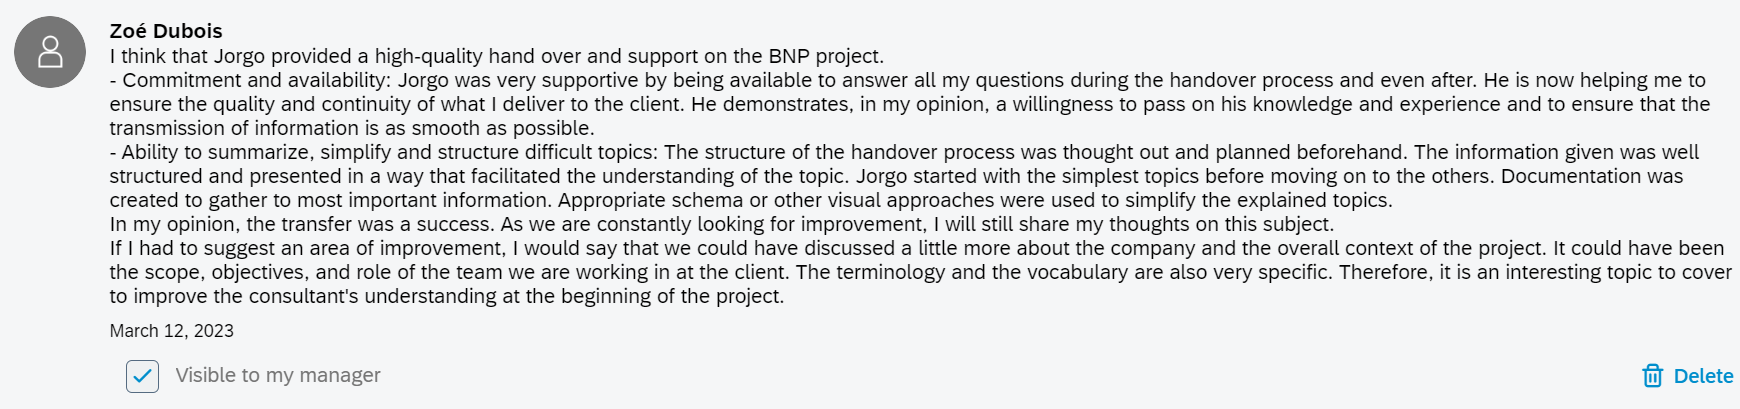 Zoé Dubois
I think that Jorgo provided a high-quality hand over and support on the BNP project.
- Commitment and availability: Jorgo was very supportive by being available to answer all my questions during the handover process and even after. He is now helping me to
ensure the quality and continuity of what I deliver to the client. He demonstrates, in my opinion, a willingness to pass on his knowledge and experience and to ensure that the
transmission of information is as smooth as possible.
- Ability to summarize, simplify and structure difficult topics: The structure of the handover process was thought out and planned beforehand. The information given was well
structured and presented in a way that facilitated the understanding of the topic. Jorgo started with the simplest topics before moving on to the others. Documentation was
created to gather to most important information. Appropriate schema or other visual approaches were used to simplify the explained topics.
In my opinion, the transfer was a success. As we are constantly looking for improvement, I will still share my thoughts on this subject.
If I had to suggest an area of improvement, I would say that we could have discussed a little more about the company and the overall context of the project. It could have been
the scope, objectives, and role of the team we are working in at the client. The terminology and the vocabulary are also very specific. Therefore, it is an interesting topic to cover
to improve the consultant's understanding at the beginning of the project.
March 12, 2023
Visible to my manager
Delete